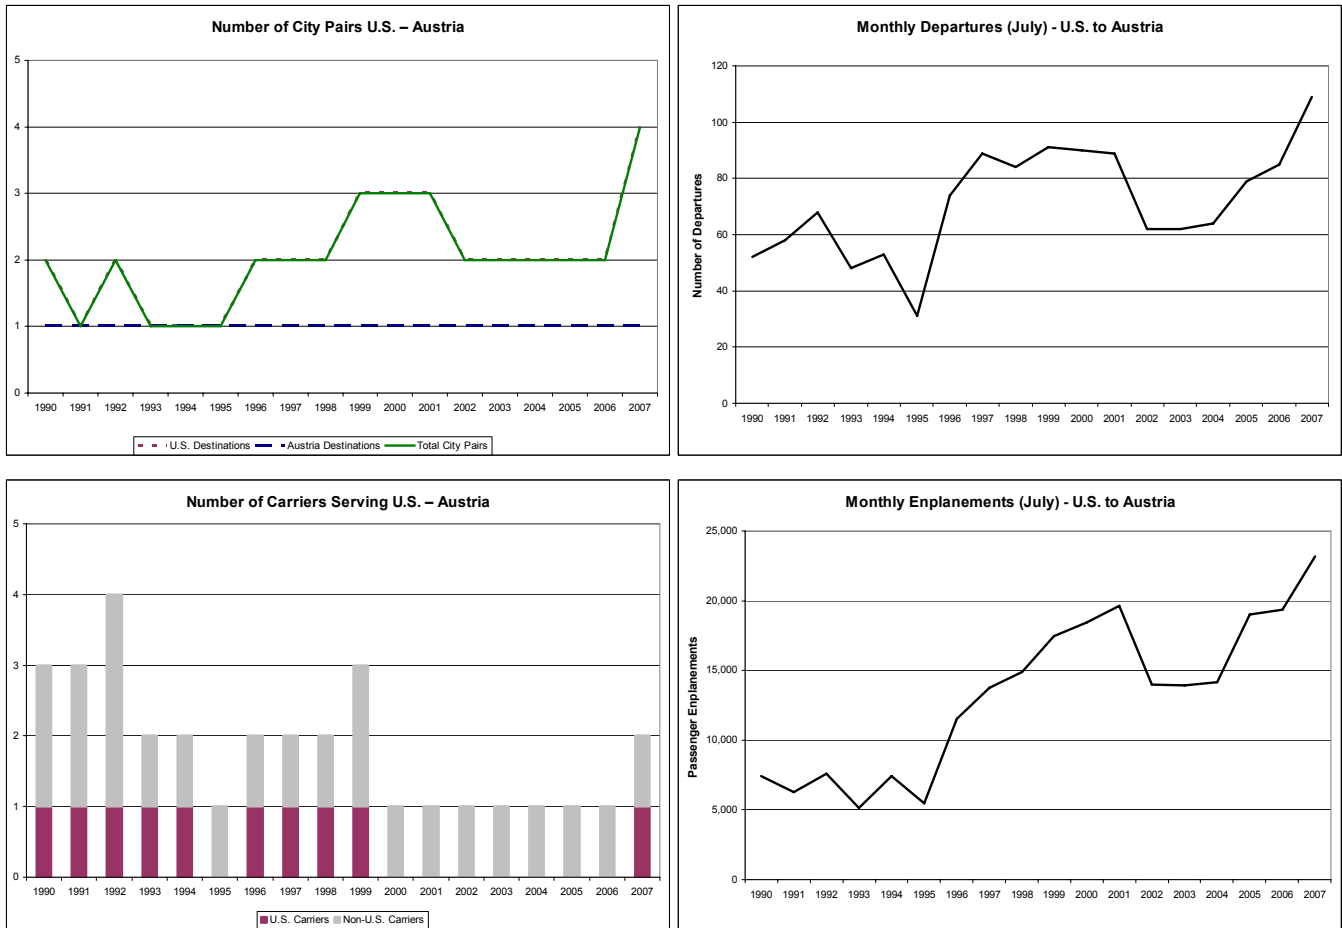 Number of City Pairs U.S. – Austria
5
4
3
2
1
0
1990 1991 1992 1993 1994 1995 1996 1997 1998 1999 2000 2001 2002 2003 2004 2005 2006 2007
U.S. Destinations Austria Destinations Total City Pairs
Monthly Departures (July) - U.S. to Austria
Number of Departures
120
100
80
60
40
20
0
1990 1991 1992 1993 1994 1995 1996 1997 1998 1999 2000 2001 2002 2003 2004 2005 2006 2007
Number of Carriers Serving U.S. – Austria
5
4
3
2
1
0
1990 1991 1992 1993 1994 1995 1996 1997 1998 1999 2000 2001 2002 2003 2004 2005 2006 2007
U.S. Carriers Non-U.S. Carriers
Monthly Enplanements (July) - U.S. to Austria
Passenger Enplanements
25,000
20,000
15,000
10,000
5,000
0
1990 1991 1992 1993 1994 1995 1996 1997 1998 1999 2000 2001 2002 2003 2004 2005 2006 2007